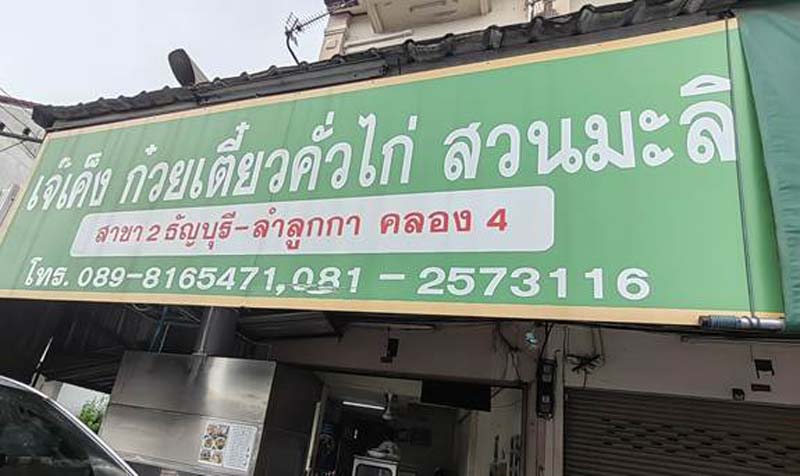 เจ๊เค็ง ก๋วยเตี๋ยวคั่วไก่ สวนมะลิ
สาขา 2 ธัญบุรี-ลำลูกกา คลอง 4
โทร. 089-8165471, 081 - 2573116